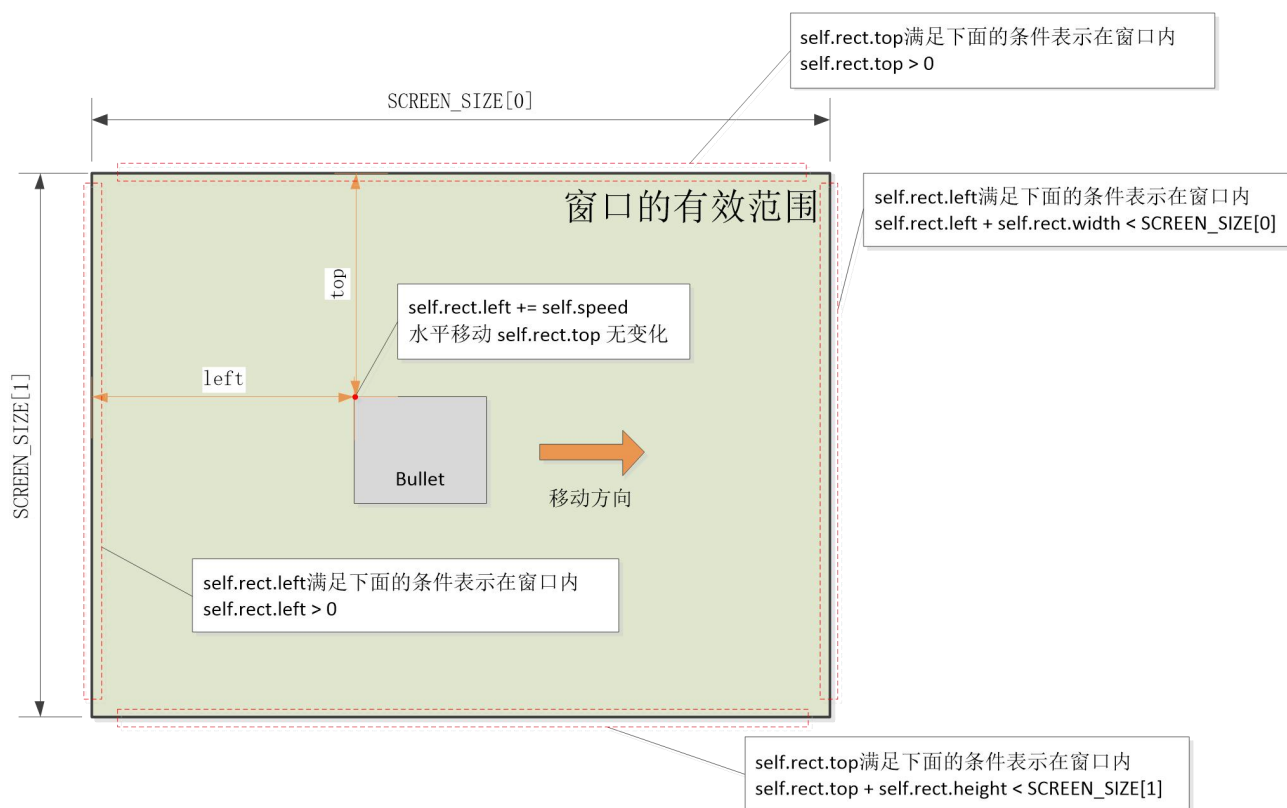 self.rect.top满足下面的条件表示在窗口内
self.rect.top > 0
SCREEN_SIZE[0]
窗口的有效范围
self.rect.left满足下面的条件表示在窗口内
self.rect.left + self.rect.width < SCREEN_SIZE[0]
top
self.rect.left += self.speed
水平移动 self.rect.top 无变化
left
SCREEN_SIZE[1]
Bullet
移动方向
self.rect.left满足下面的条件表示在窗口内
self.rect.left > 0
self.rect.top满足下面的条件表示在窗口内
self.rect.top + self.rect.height < SCREEN_SIZE[1]